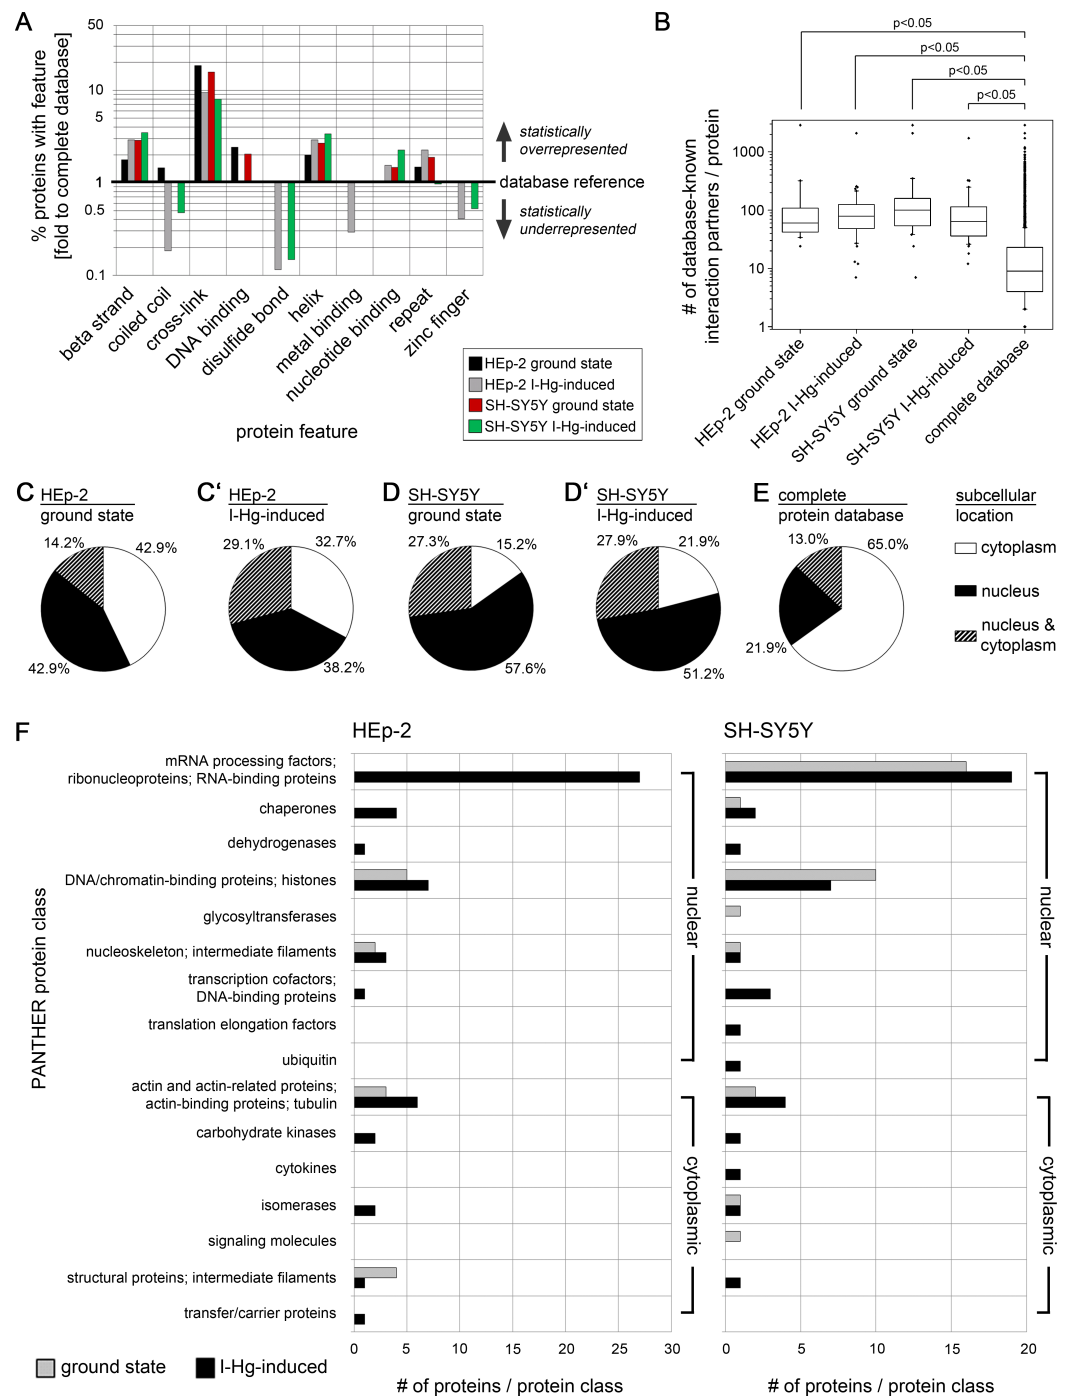 A
% proteins with feature
[fold to complete database]
50
10
5
1
0.5
0.1
statistically
overrepresented
database reference
statistically
underrepresented
beta strand
coiled coil
cross-link
DNA binding
disulfide bond
helix
metal binding
nucleotide binding
repeat
zinc finger
protein feature
HEp-2 ground state
HEp-2 I-Hg-induced
SH-SY5Y ground state
SH-SY5Y I-Hg-induced
B
p<0.05
p<0.05
p<0.05
p<0.05
# of database-known
interaction partners / protein
1000
100
10
1
HEp-2 ground state
HEp-2 I-Hg-induced
SH-SY5Y ground state
SH-SY5Y I-Hg-induced
complete database
C HEp-2
ground state
14.2%
42.9%
42.9%
C' HEp-2
I-Hg-induced
29.1%
32.7%
38.2%
D SH-SY5Y
ground state
27.3%
15.2%
57.6%
D' SH-SY5Y
I-Hg-induced
27.9%
21.9%
51.2%
E complete
protein database
13.0%
65.0%
21.9%
subcellular
location
cytoplasm
nucleus
nucleus &
cytoplasm
F
HEp-2
SH-SY5Y
PANTHER protein class
mRNA processing factors;
ribonucleoproteins; RNA-binding proteins
chaperones
dehydrogenases
DNA/chromatin-binding proteins; histones
glycosyltransferases
nucleoskeleton; intermediate filaments
transcription cofactors;
DNA-binding proteins
translation elongation factors
ubiquitin
actin and actin-related proteins;
actin-binding proteins; tubulin
carbohydrate kinases
cytokines
isomerases
signaling molecules
structural proteins; intermediate filaments
transfer/carrier proteins
nuclear
cytoplasmic
nuclear
cytoplasmic
0 5 10 15 20 25 30
0 5 10 15 20
ground state
I-Hg-induced
# of proteins / protein class
# of proteins / protein class